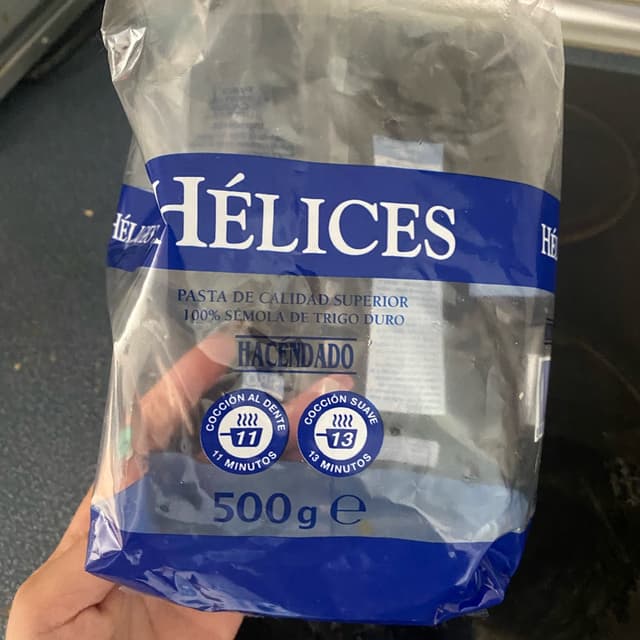 HÉLICES
PASTA DE CALIDAD SUPERIOR
100% SÉMOLA DE TRIGO DURO
HACENDADO
COCCIÓN AL DENTE
11
11 MINUTOS
COCCIÓN SUAVE
13
13 MINUTOS
500g e